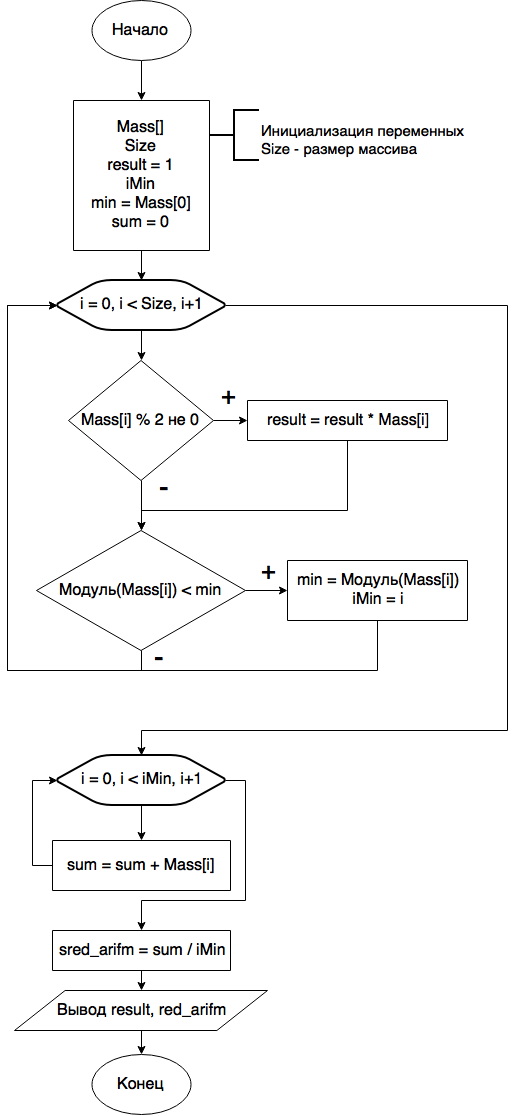 Начало
Mass[]
Size
result = 1
iMin
min = Mass[0]
sum = 0
Инициализация переменных
Size - размер массива
i = 0, i < Size, i+1
Mass[i] % 2 не 0
+
result = result * Mass[i]
-
Модуль(Mass[i]) < min
+
min = Модуль(Mass[i])
iMin = i
-
i = 0, i < iMin, i+1
sum = sum + Mass[i]
sred_arifm = sum / iMin
Вывод result, red_arifm
Конец